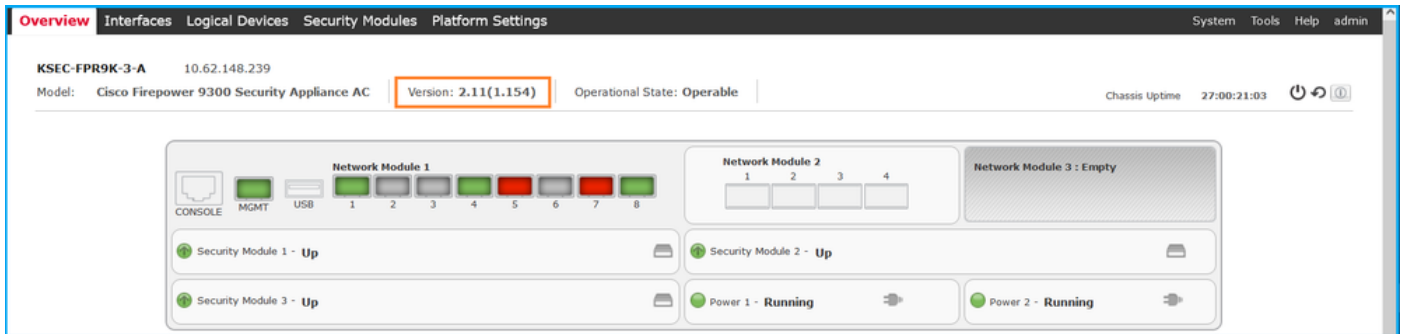 Overview Interfaces Logical Devices Security Modules Platform Settings System Tools Help admin
KSEC-FPR9K-3-A 10.62.148.239
Model: Cisco Firepower 9300 Security Appliance AC Version: 2.11(1.154) Operational State: Operable Chassis Uptime 27:00:21:03
Network Module 1
CONSOLE MGMT USB 1 2 3 4 5 6 7 8
Network Module 2
1 2 3 4
Network Module 3 : Empty
Security Module 1 - Up
Security Module 2 - Up
Security Module 3 - Up
Power 1 - Running
Power 2 - Running